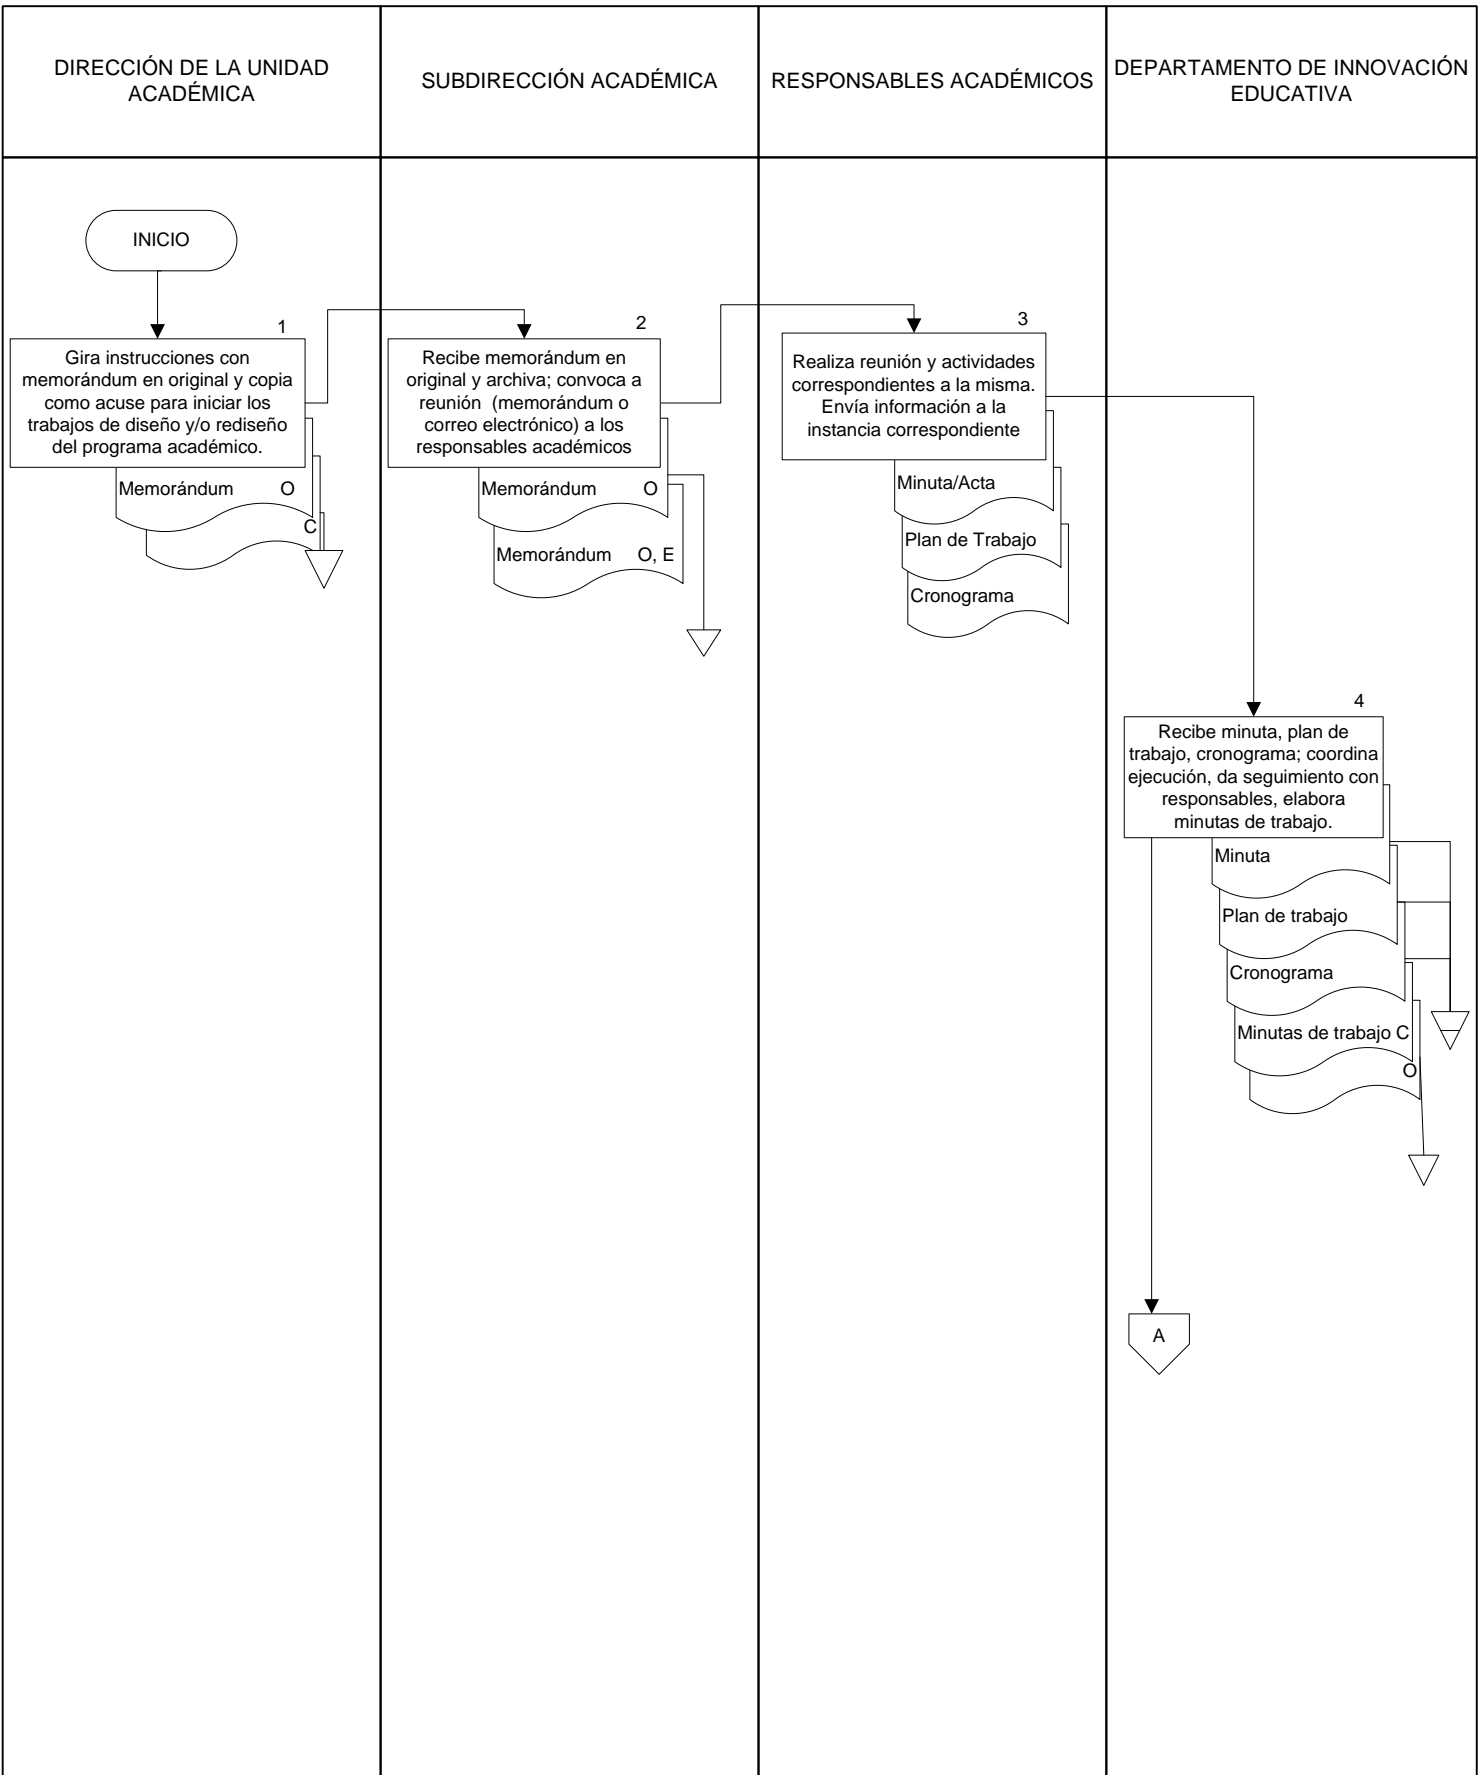 DIRECCIÓN DE LA UNIDAD
ACADÉMICA
SUBDIRECCIÓN ACADÉMICA
RESPONSABLES ACADÉMICOS
DEPARTAMENTO DE INNOVACIÓN
EDUCATIVA
INICIO
1
Gira instrucciones con
memorándum en original y copia
como acuse para iniciar los
trabajos de diseño y/o rediseño
del programa académico.
Memorándum O
C
2
Recibe memorándum en
original y archiva; convoca a
reunión (memorándum o
correo electrónico) a los
responsables académicos
Memorándum O
Memorándum O, E
3
Realiza reunión y actividades
correspondientes a la misma.
Envía información a la
instancia correspondiente
Minuta/Acta
Plan de Trabajo
Cronograma
4
Recibe minuta, plan de
trabajo, cronograma; coordina
ejecución, da seguimiento con
responsables, elabora
minutas de trabajo.
Minuta
Plan de trabajo
Cronograma
Minutas de trabajo C
O
A